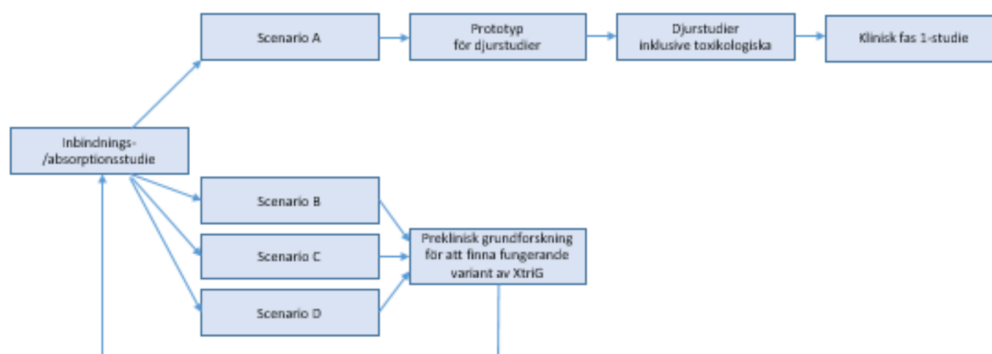 Scenario A
Prototyp
för djurstudier
Djurstudier
inklusive toxikologiska
Klinisk fas 1-studie
Inbindnings-
/absorptionsstudie
Scenario B
Scenario C
Scenario D
Preklinisk grundforskning
för att finna fungerande
variant av XtriG